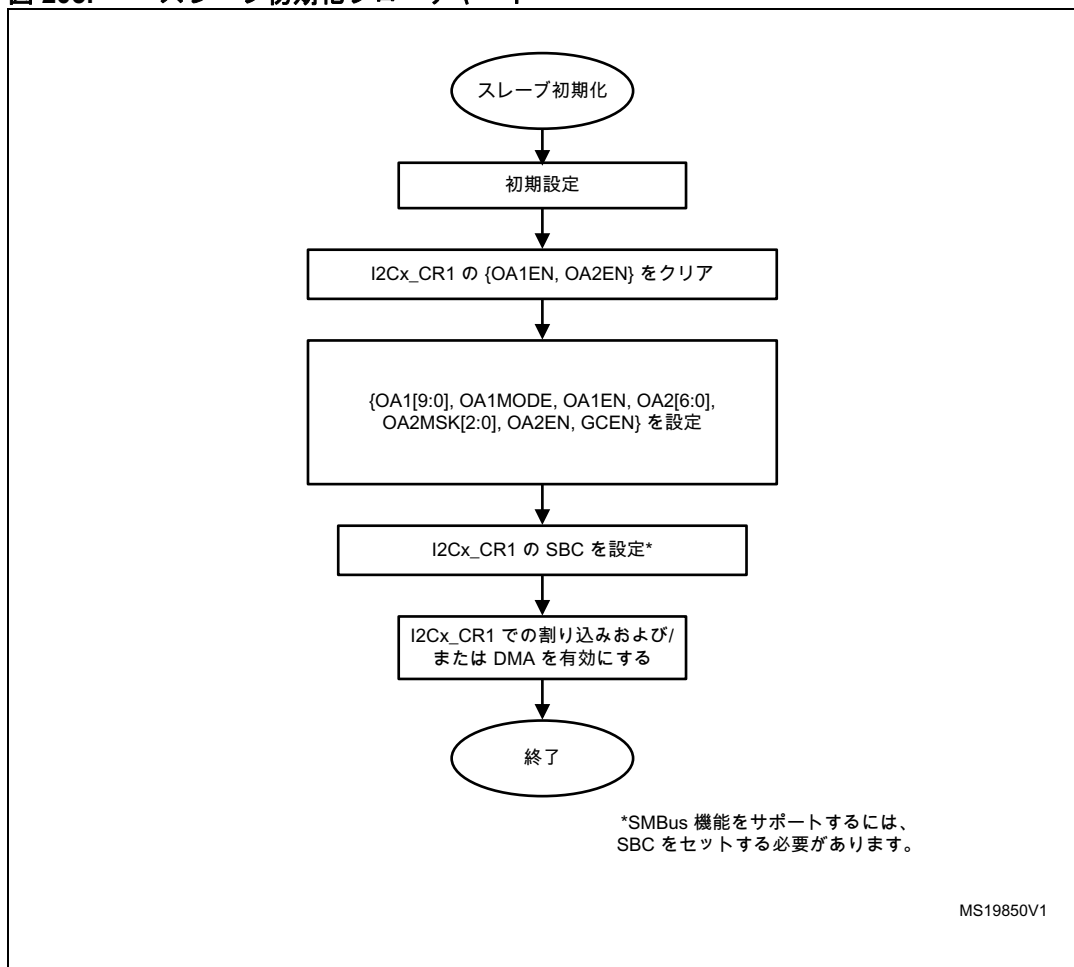 スレーブ初期化
初期設定
I2Cx_CR1 の {OA1EN, OA2EN} をクリア
{OA1[9:0], OA1MODE, OA1EN, OA2[6:0],
OA2MSK[2:0], OA2EN, GCEN} を設定
I2Cx_CR1 の SBC を設定*
I2Cx_CR1 での割り込みおよび/
または DMA を有効にする
終了
*SMBus 機能をサポートするには、
SBC をセットする必要があります。
MS19850V1